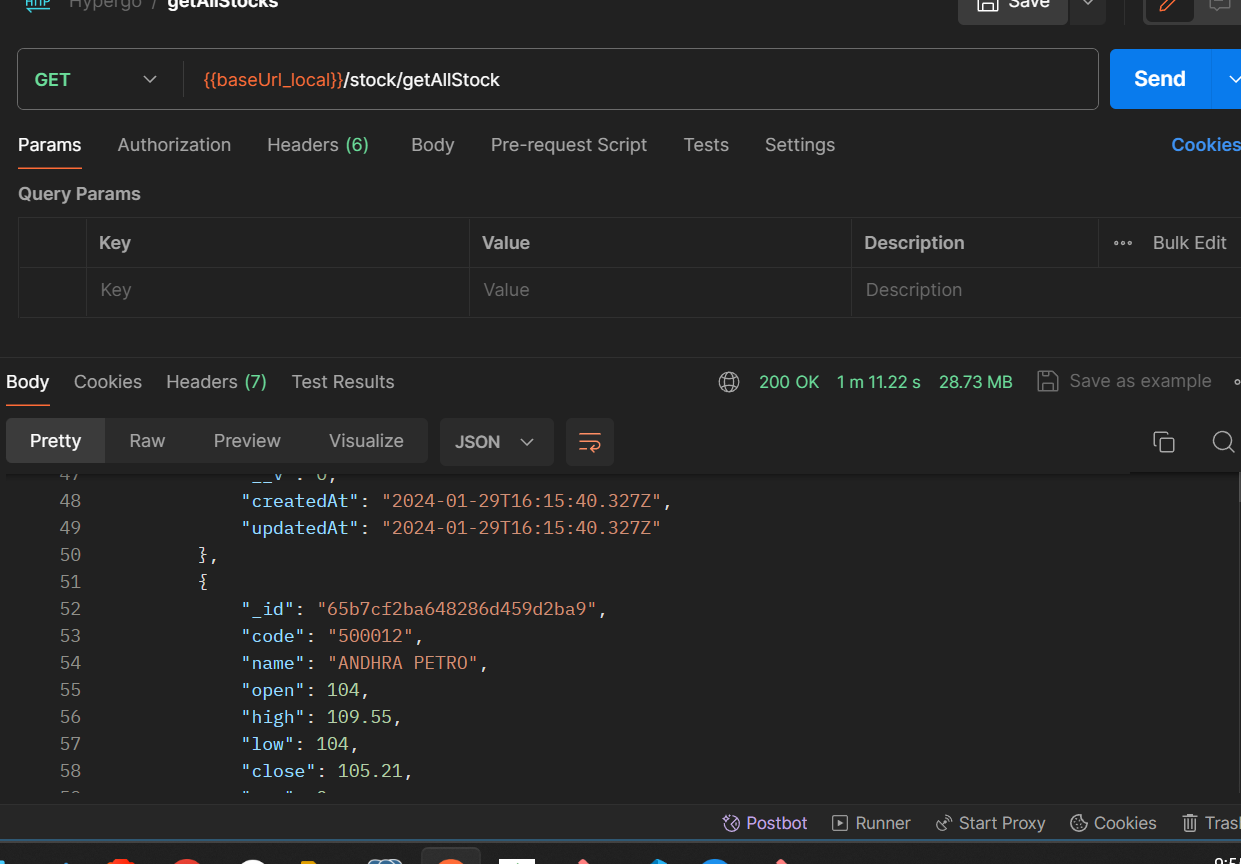 HTTP Hypergo / getAllStocks Save
GET {{baseUrl_local}}/stock/getAllStock Send
Params Authorization Headers (6) Body Pre-request Script Tests Settings Cookies
Query Params
Key Value Description Bulk Edit
Key Value Description
Body Cookies Headers (7) Test Results 200 OK 1 m 11.22 s 28.73 MB Save as example
Pretty Raw Preview Visualize JSON
47 "__v": 0,
48 "createdAt": "2024-01-29T16:15:40.327Z",
49 "updatedAt": "2024-01-29T16:15:40.327Z"
50 },
51 {
52 "_id": "65b7cf2ba648286d459d2ba9",
53 "code": "500012",
54 "name": "ANDHRA PETRO",
55 "open": 104,
56 "high": 109.55,
57 "low": 104,
58 "close": 105.21,
Postbot Runner Start Proxy Cookies Trash